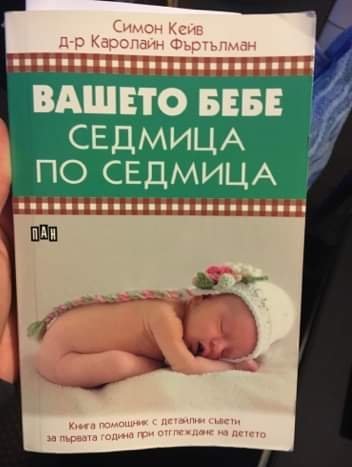 Симон Кейв
д-р Каролайн Фъртълман
ВАШЕТО БЕБЕ
СЕДМИЦА
ПО СЕДМИЦА
ПАН
Книга помощник с детайлни съвети
за първата година при отглеждане на детето